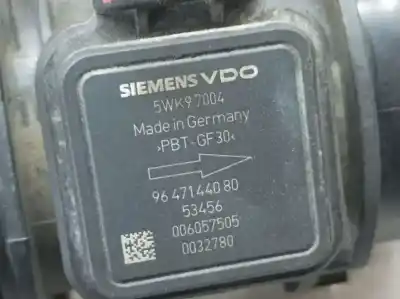 SIEMENS VDO
5WK9 7004
Made in Germany
>PBT-GF30<
96 471 440 80
53456
006057505
0032780